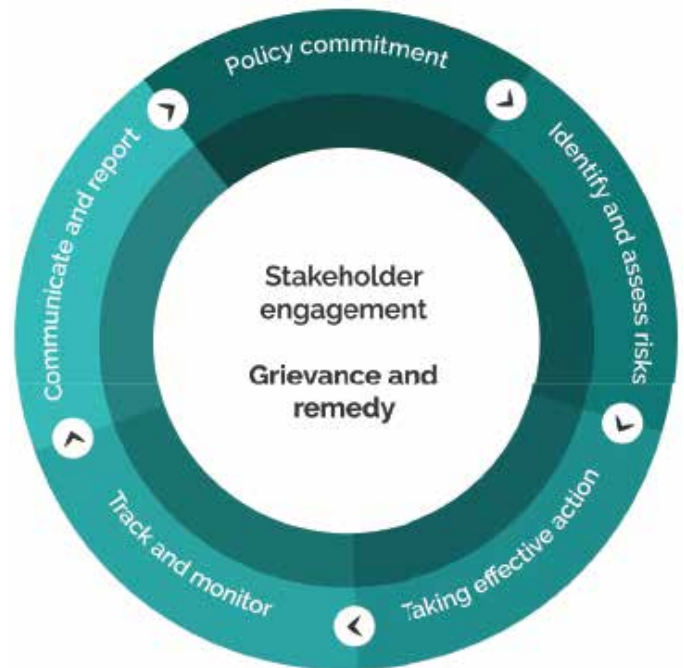 Policy commitment
Identify and assess risks
Taking effective action
Track and monitor
Communicate and report
Stakeholder
engagement
Grievance and
remedy